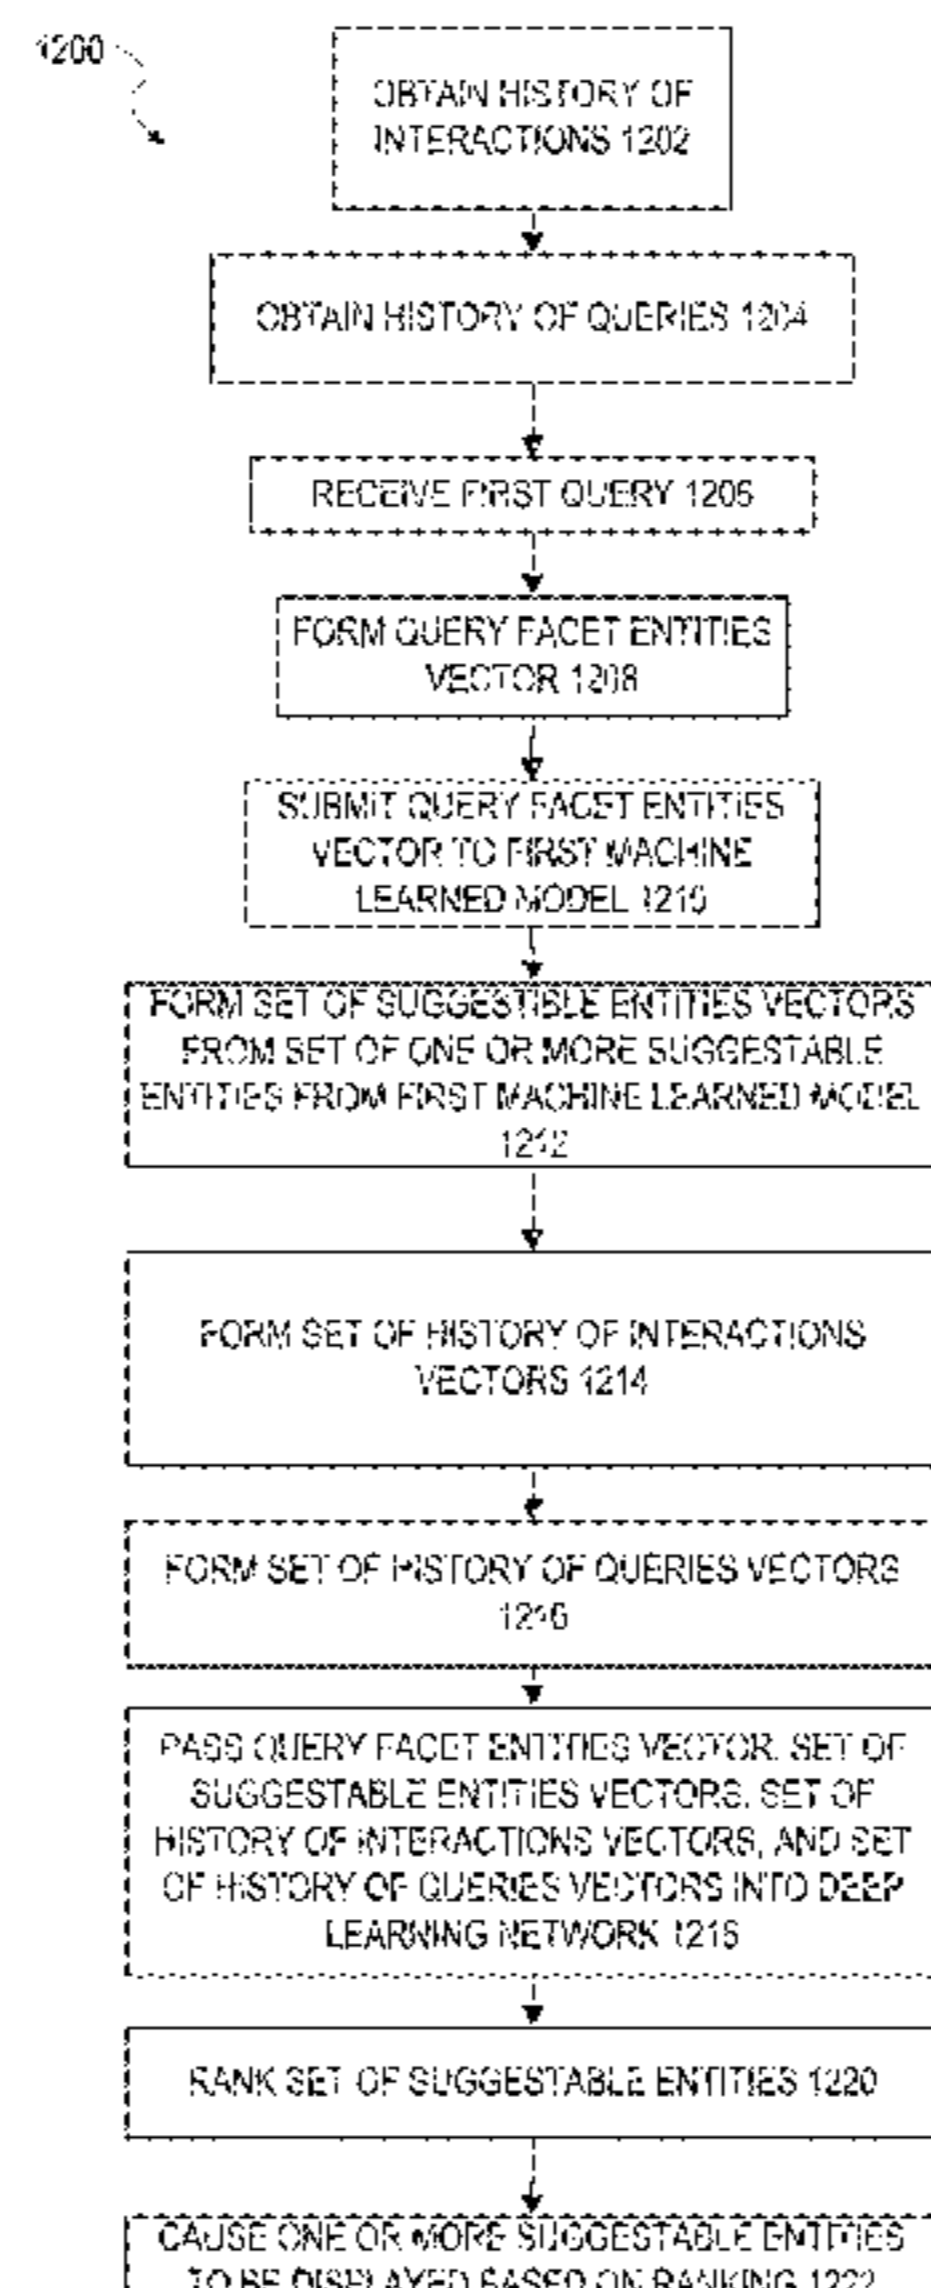 1200
OBTAIN HISTORY OF
INTERACTIONS 1202
OBTAIN HISTORY OF QUERIES 1204
RECEIVE FIRST QUERY 1206
FORM QUERY FACET ENTITIES
VECTOR 1208
SUBMIT QUERY FACET ENTITIES
VECTOR TO FIRST MACHINE
LEARNED MODEL 1210
FORM SET OF SUGGESTIBLE ENTITIES VECTORS
FROM SET OF ONE OR MORE SUGGESTABLE
ENTITIES FROM FIRST MACHINE LEARNED MODEL
1212
FORM SET OF HISTORY OF INTERACTIONS
VECTORS 1214
FORM SET OF HISTORY OF QUERIES VECTORS
1216
PASS QUERY FACET ENTITIES VECTOR, SET OF
SUGGESTABLE ENTITIES VECTORS, SET OF
HISTORY OF INTERACTIONS VECTORS, AND SET
OF HISTORY OF QUERIES VECTORS INTO DEEP
LEARNING NETWORK 1218
RANK SET OF SUGGESTABLE ENTITIES 1220
CAUSE ONE OR MORE SUGGESTABLE ENTITIES
TO BE DISPLAYED BASED ON RANKING 1222